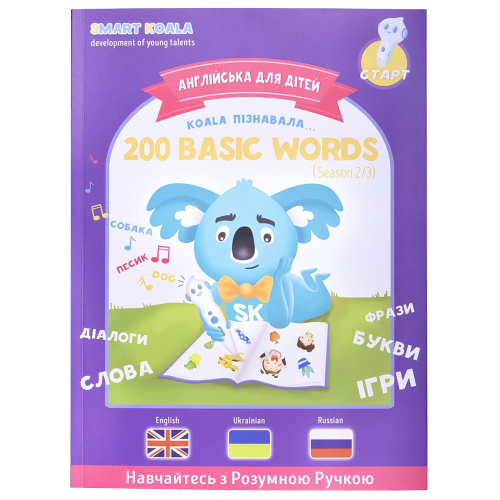 SMART KOALA
development of young talents
СТАРТ
АНГЛІЙСЬКА ДЛЯ ДІТЕЙ
KOALA ПІЗНАВАЛА...
200 BASIC WORDS
(Season 2/3)
СОБАКА
ПЕСИК
DOG
SK
ДІАЛОГИ
СЛОВА
ФРАЗИ
БУКВИ
ІГРИ
English
Ukrainian
Russian
Навчайтесь з Розумною Ручкою